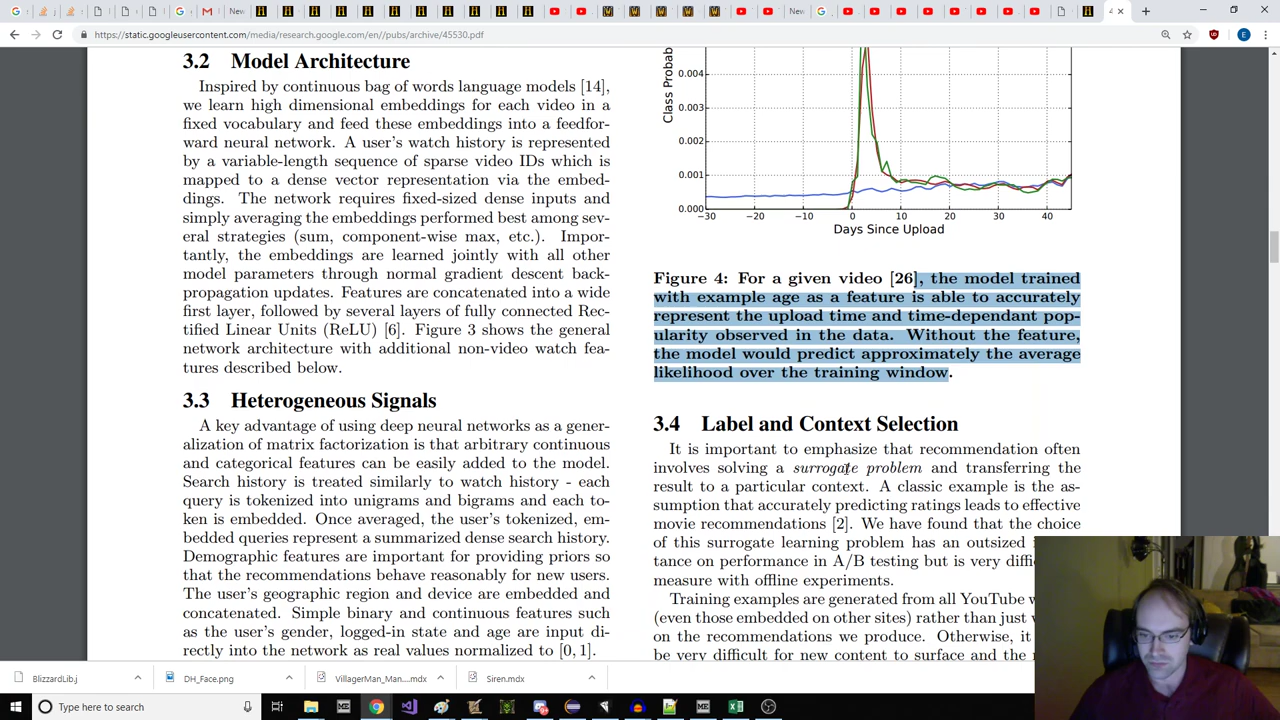 New
New
4
https://static.googleusercontent.com/media/research.google.com/en//pubs/archive/45530.pdf
E
3.2 Model Architecture
Inspired by continuous bag of words language models [14],
we learn high dimensional embeddings for each video in a
fixed vocabulary and feed these embeddings into a feedfor-
ward neural network. A user's watch history is represented
by a variable-length sequence of sparse video IDs which is
mapped to a dense vector representation via the embed-
dings. The network requires fixed-sized dense inputs and
simply averaging the embeddings performed best among sev-
eral strategies (sum, component-wise max, etc.). Impor-
tantly, the embeddings are learned jointly with all other
model parameters through normal gradient descent back-
propagation updates. Features are concatenated into a wide
first layer, followed by several layers of fully connected Rec-
tified Linear Units (ReLU) [6]. Figure 3 shows the general
network architecture with additional non-video watch fea-
tures described below.
3.3 Heterogeneous Signals
A key advantage of using deep neural networks as a gener-
alization of matrix factorization is that arbitrary continuous
and categorical features can be easily added to the model.
Search history is treated similarly to watch history - each
query is tokenized into unigrams and bigrams and each to-
ken is embedded. Once averaged, the user's tokenized, em-
bedded queries represent a summarized dense search history.
Demographic features are important for providing priors so
that the recommendations behave reasonably for new users.
The user's geographic region and device are embedded and
concatenated. Simple binary and continuous features such
as the user's gender, logged-in state and age are input di-
rectly into the network as real values normalized to [0, 1].
Class Probab
0.004
0.003
0.002
0.001
0.000
−30 −20 −10 0 10 20 30 40
Days Since Upload
Figure 4: For a given video [26], the model trained
with example age as a feature is able to accurately
represent the upload time and time-dependant pop-
ularity observed in the data. Without the feature,
the model would predict approximately the average
likelihood over the training window.
3.4 Label and Context Selection
It is important to emphasize that recommendation often
involves solving a surrogate problem and transferring the
result to a particular context. A classic example is the as-
sumption that accurately predicting ratings leads to effective
movie recommendations [2]. We have found that the choice
of this surrogate learning problem has an outsized
tance on performance in A/B testing but is very
measure with offline experiments.
Training examples are generated from all YouTube
(even those embedded on other sites) rather than just
on the recommendations we produce. Otherwise, it
be very difficult for new content to surface and the
BlizzardLib.j
DH_Face.png
VillagerMan_Man....mdx
Siren.mdx
Type here to search